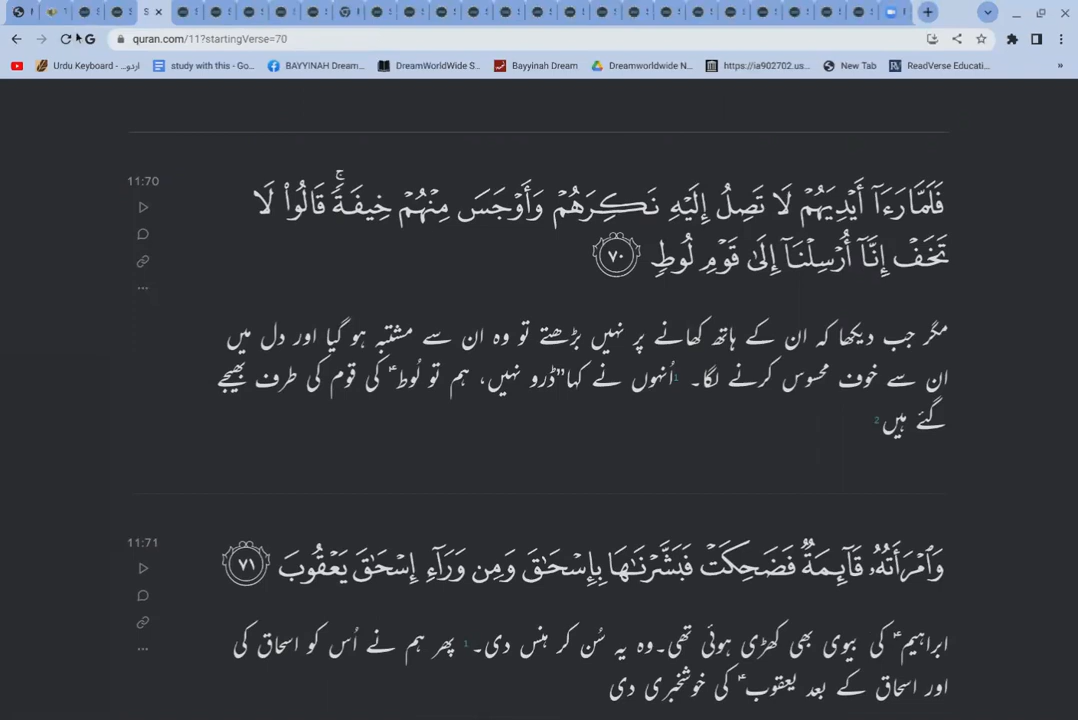 quran.com/11?startingVerse=70
Urdu Keyboard - اردو...
study with this - Go...
BAYYINAH Dream...
DreamWorldWide S...
Bayyinah Dream
Dreamworldwide N...
https://ia902702.us...
New Tab
ReadVerse Educati...
11:70
فَلَمَّا رَءَآ أَيْدِيَهُمْ لَا تَصِلُ إِلَيْهِ نَكِرَهُمْ وَأَوْجَسَ مِنْهُمْ خِيفَةًۚ قَالُوا۟ لَا
تَخَفْ إِنَّآ أُرْسِلْنَآ إِلَىٰ قَوْمِ لُوطٍ ٧٠
مگر جب دیکھا کہ ان کے ہاتھ کھانے پر نہیں بڑھتے تو وہ ان سے مشتبہ ہو گیا اور دل میں
ان سے خوف محسوس کرنے لگا۔ 1 اُنہوں نے کہا”ڈرو نہیں، ہم تو لُوط ؑ کی قوم کی طرف بھیجے
گئے ہیں 2
11:71
وَٱمْرَأَتُهُۥ قَآئِمَةٌ فَضَحِكَتْ فَبَشَّرْنَـٰهَا بِإِسْحَـٰقَ وَمِن وَرَآءِ إِسْحَـٰقَ يَعْقُوبَ ٧١
ابراہیم ؑ کی بیوی بھی کھڑی ہوئی تھی۔وہ یہ سُن کر ہنس دی۔ 1 پھر ہم نے اُس کو اسحاق کی
اور اسحاق کے بعد یعقوب ؑ کی خوشخبری دی